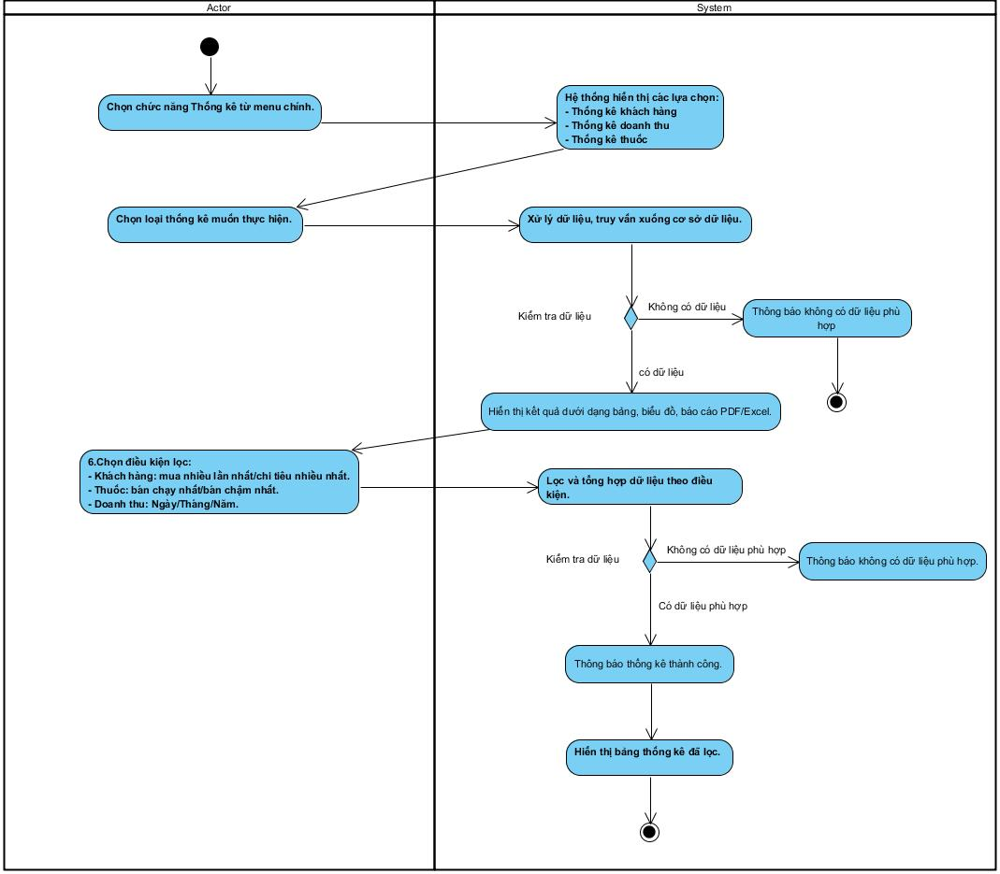 Actor
System
Chọn chức năng Thống kê từ menu chính.
Hệ thống hiển thị các lựa chọn:
- Thống kê khách hàng
- Thống kê doanh thu
- Thống kê thuốc
Chọn loại thống kê muốn thực hiện.
Xử lý dữ liệu, truy vấn xuống cơ sở dữ liệu.
Kiểm tra dữ liệu
Không có dữ liệu
Thông báo không có dữ liệu phù
hợp
có dữ liệu
Hiển thị kết quả dưới dạng bảng, biểu đồ, báo cáo PDF/Excel.
6.Chọn điều kiện lọc:
- Khách hàng: mua nhiều lần nhất/chi tiêu nhiều nhất.
- Thuốc: bán chạy nhất/bán chậm nhất.
- Doanh thu: Ngày/Tháng/Năm.
Lọc và tổng hợp dữ liệu theo điều
kiện.
Kiểm tra dữ liệu
Không có dữ liệu phù hợp
Thông báo không có dữ liệu phù hợp.
Có dữ liệu phù hợp
Thông báo thống kê thành công.
Hiển thị bảng thống kê đã lọc.